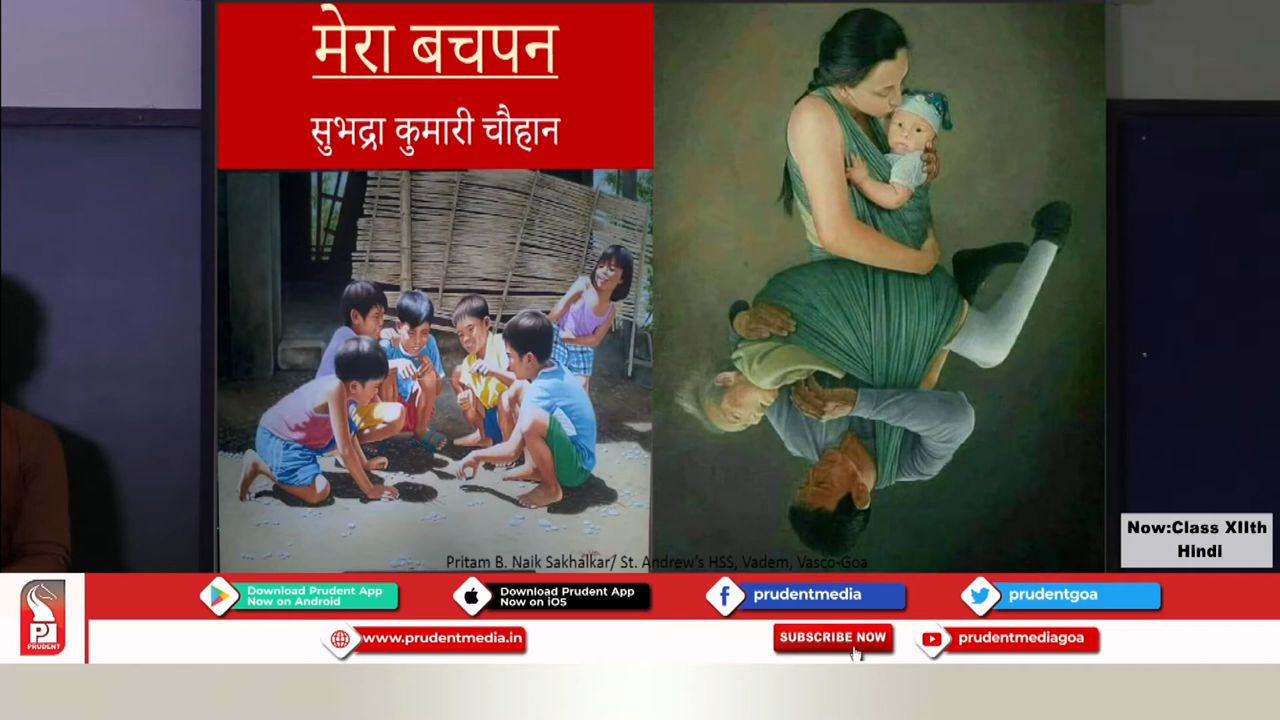 मेरा बचपन
सुभद्रा कुमारी चौहान
Pritam B. Naik Sakhalkar/ St. Andrew's HSS, Vadem, Vasco-Goa
Now:Class XIIth
Hindi
PRUDENT
Download Prudent App
Now on Android
Download Prudent App
Now on iOS
prudentmedia
prudentgoa
www.prudentmedia.in
SUBSCRIBE NOW
prudentmediagoa